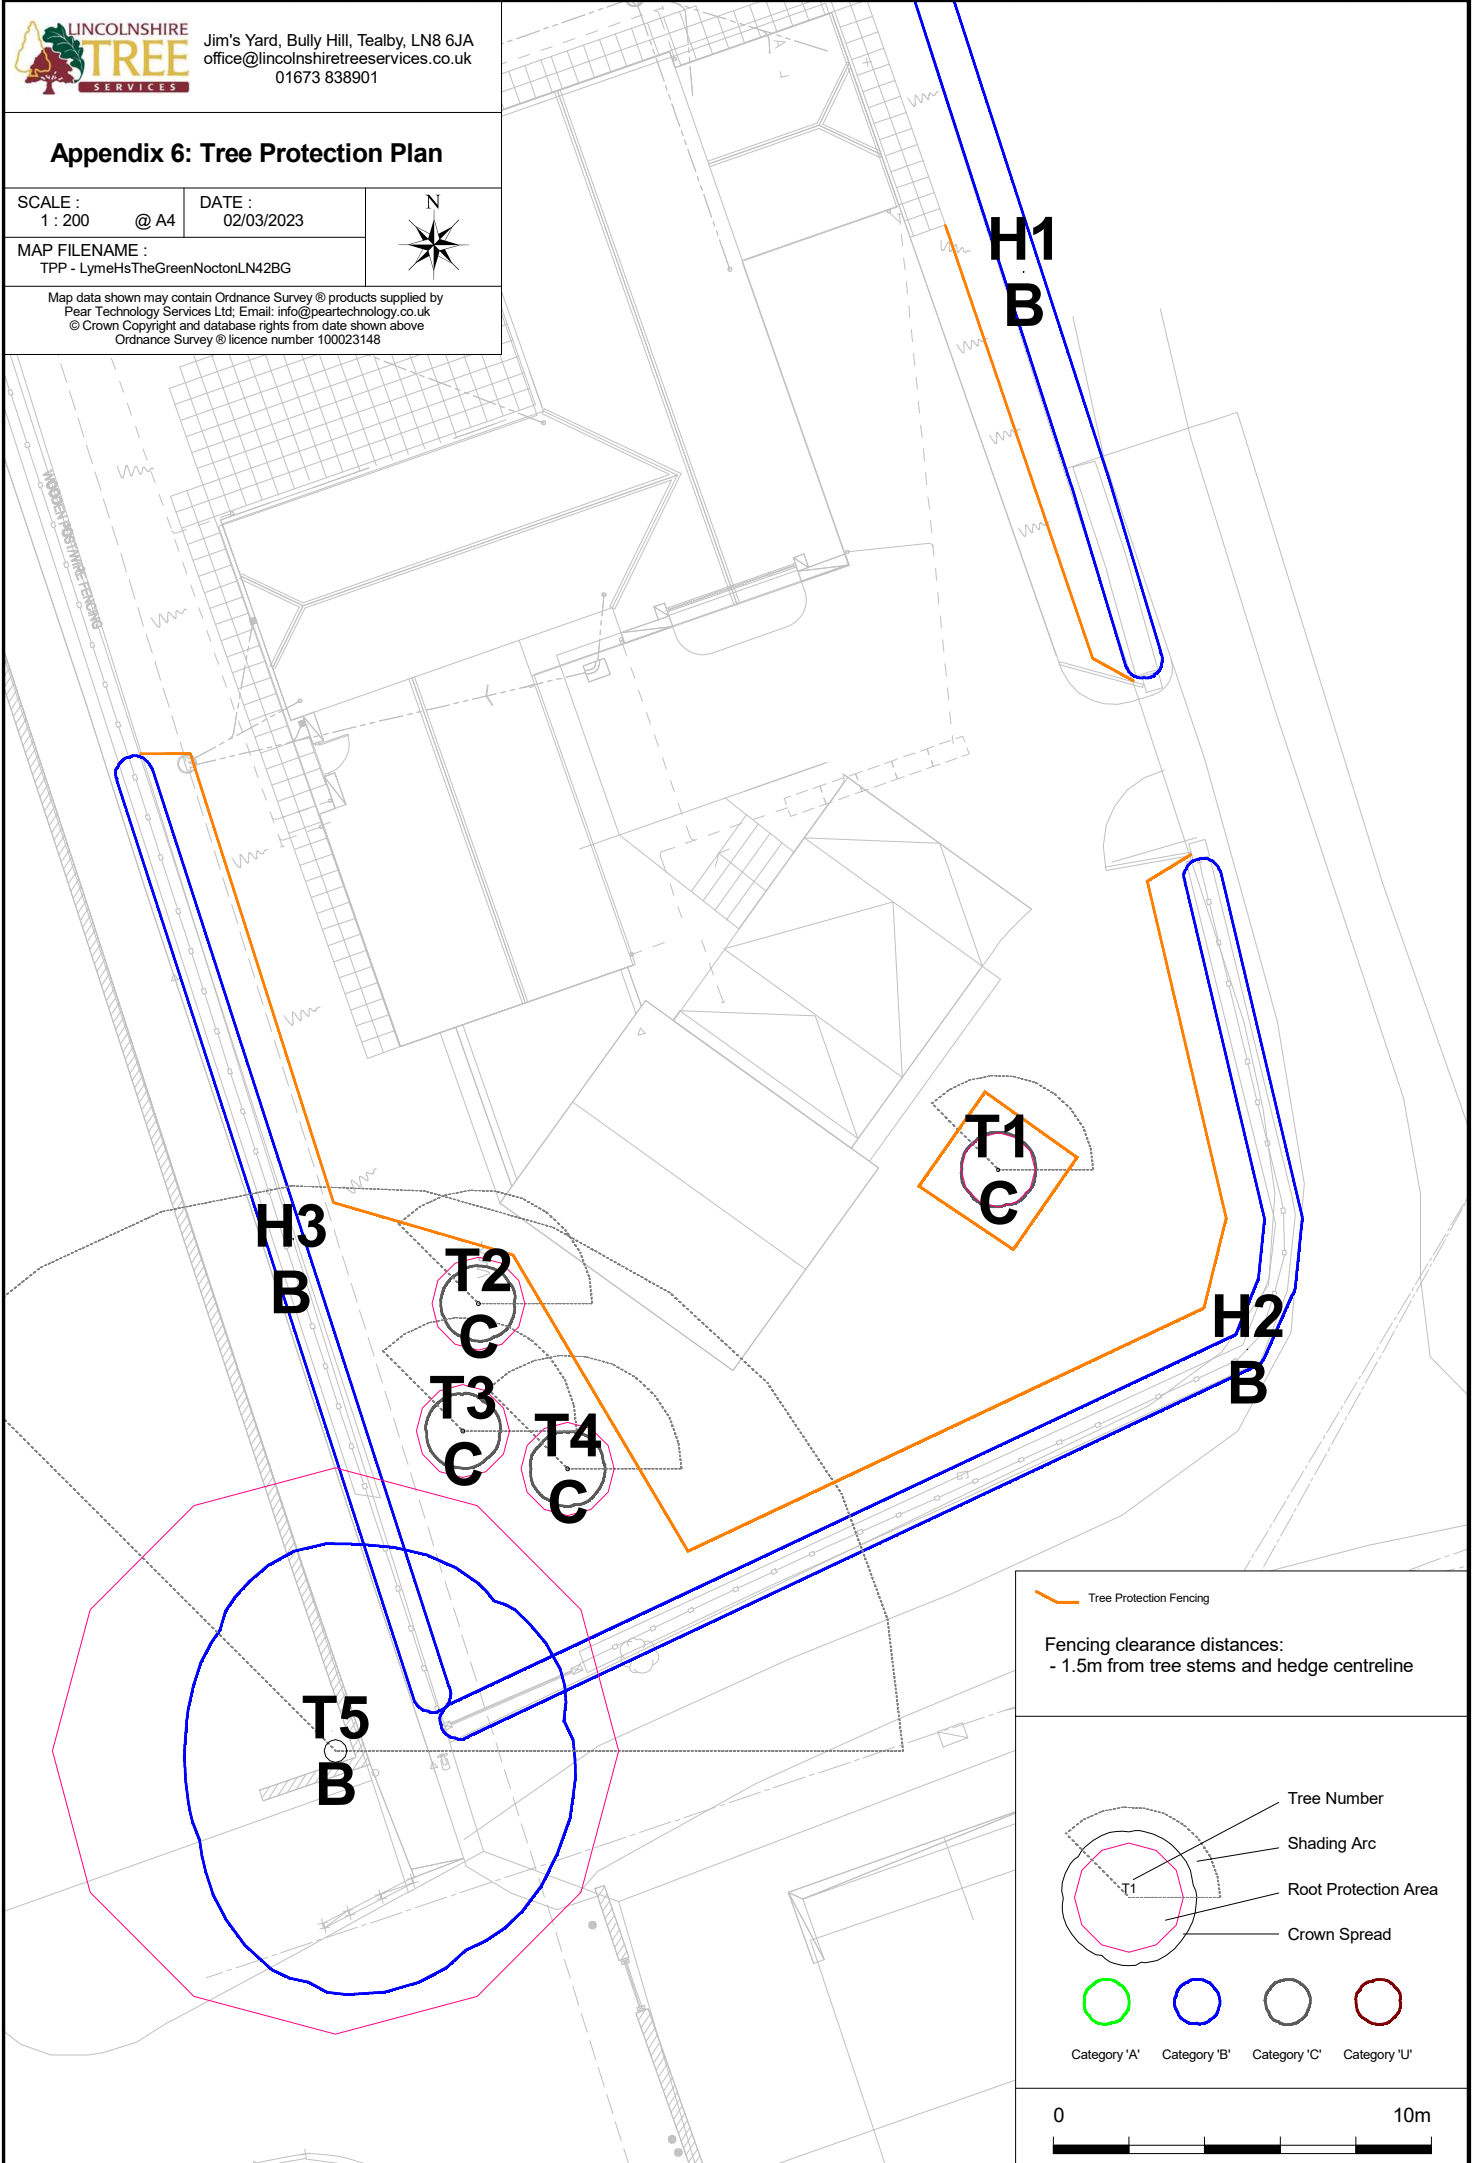 LINCOLNSHIRE
TREE
SERVICES
Jim's Yard, Bully Hill, Tealby, LN8 6JA
office@lincolnshiretreeservices.co.uk
01673 838901
Appendix 6: Tree Protection Plan
SCALE :
1 : 200 @ A4
DATE :
02/03/2023
N
MAP FILENAME :
TPP - LymeHsTheGreenNoctonLN42BG
Map data shown may contain Ordnance Survey ® products supplied by
Pear Technology Services Ltd; Email: info@peartechnology.co.uk
© Crown Copyright and database rights from date shown above
Ordnance Survey ® licence number 100023148
H1
B
WOODEN POST/WIRE FENCING
T1
C
H3
B
T2
C
H2
B
T3
C
T4
C
T5
B
Tree Protection Fencing
Fencing clearance distances:
- 1.5m from tree stems and hedge centreline
Tree Number
Shading Arc
T1
Root Protection Area
Crown Spread
Category 'A' Category 'B' Category 'C' Category 'U'
0 10m